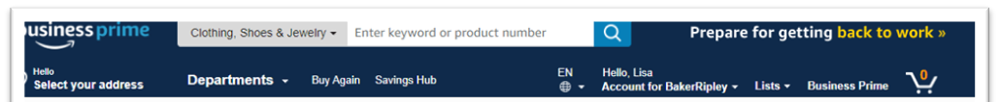 usiness prime
Clothing, Shoes & Jewelry
Enter keyword or product number
Prepare for getting back to work »
Hello
Select your address
Departments
Buy Again
Savings Hub
EN
Hello, Lisa
Account for BakerRipley
Lists
Business Prime
0